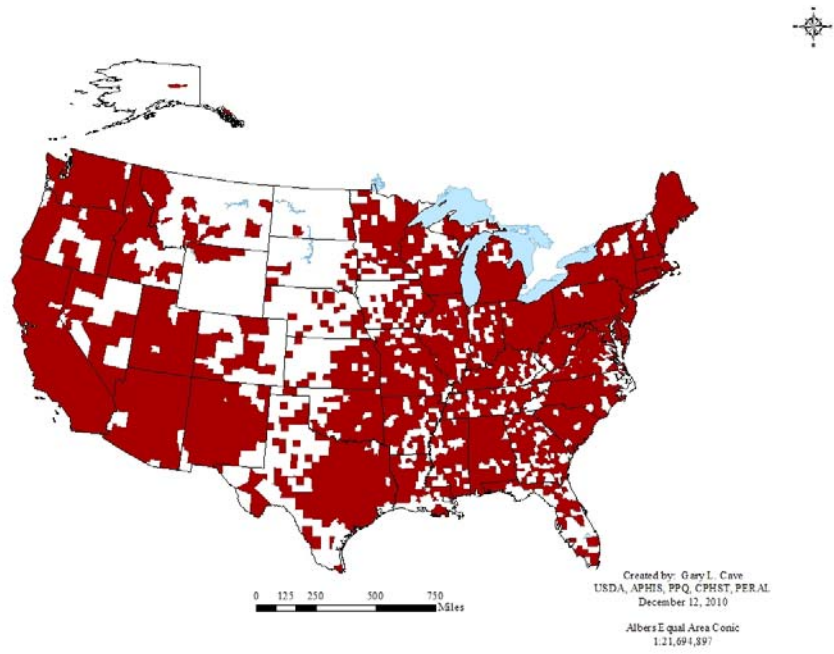 0 125 250 500 750
Miles
Created by: Gary L. Cave
USDA, APHIS, PPQ, CPHST, PERAL
December 12, 2010
Albers Equal Area Conic
1:21,694,897